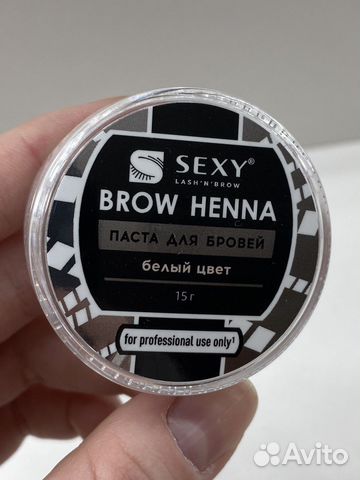 SEXY®
LASH'N'BROW
BROW HENNA
ПАСТА ДЛЯ БРОВЕЙ
белый цвет
15 г
for professional use only¹
Avito